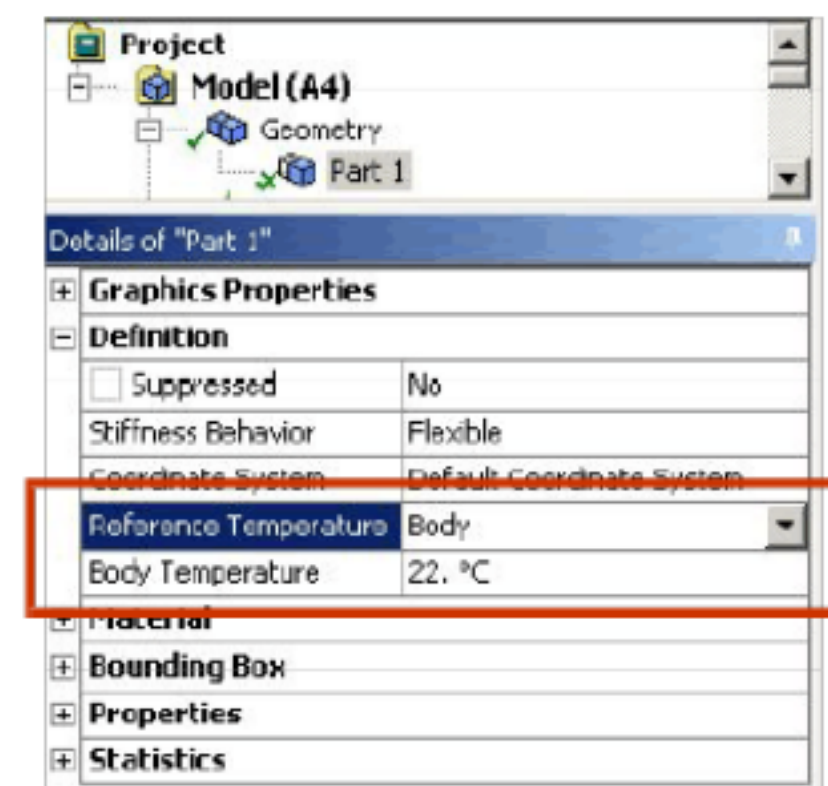 Project
Model (A4)
Geometry
Part 1
Details of "Part 1"
Graphics Properties
Definition
Suppressed No
Stiffness Behavior Flexible
Coordinate System Default Coordinate System
Reference Temperature Body
Body Temperature 22. °C
Material
Bounding Box
Properties
Statistics